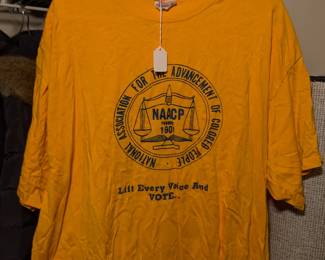 NATIONAL ASSOCIATION FOR THE ADVANCEMENT OF COLORED PEOPLE
NAACP
Lift Every Voice And
VOTE..